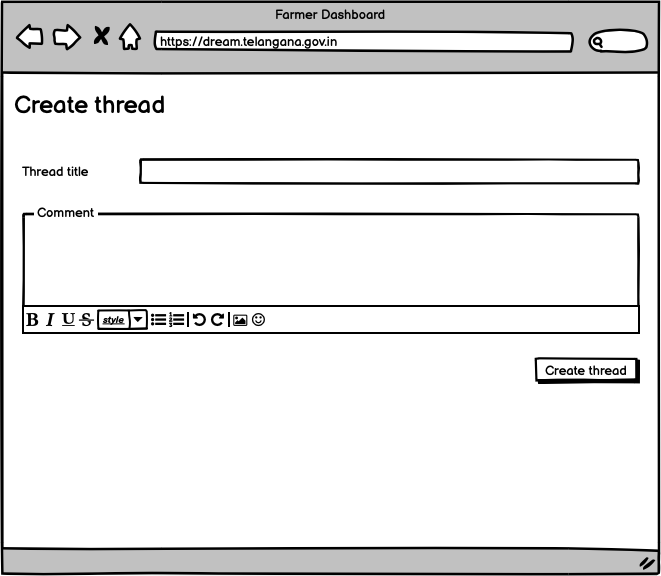 Farmer Dashboard
https://dream.telangana.gov.in
Create thread
Thread title
Comment
B I U S style
Create thread